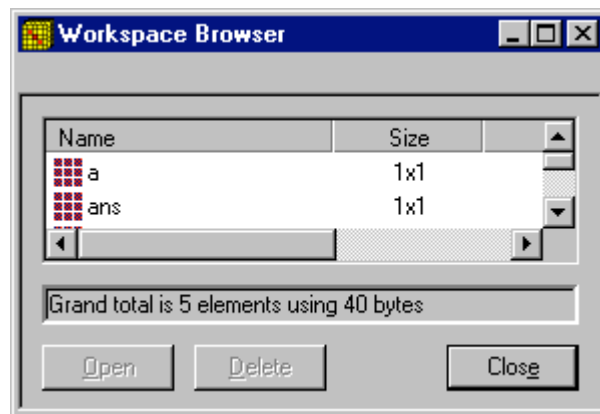 Workspace Browser
Name Size
a 1x1
ans 1x1
Grand total is 5 elements using 40 bytes
Open Delete Close